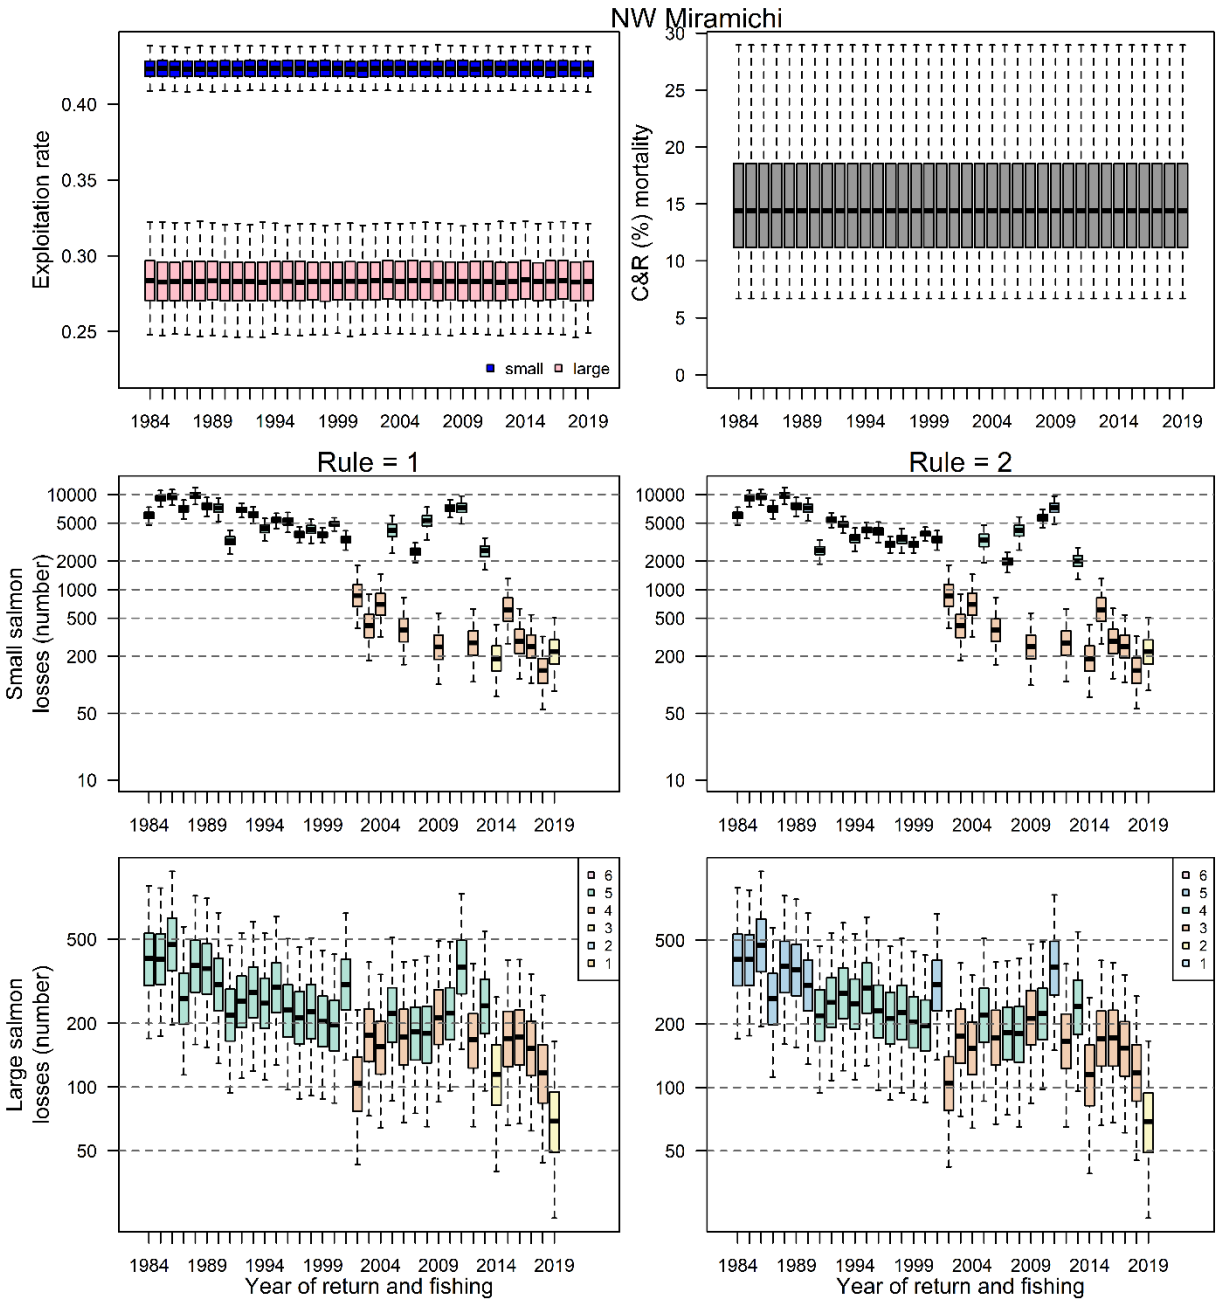 NW Miramichi
Exploitation rate
0.40
0.35
0.30
0.25
small large
1984 1989 1994 1999 2004 2009 2014 2019
C&R (%) mortality
30
25
20
15
10
5
0
1984 1989 1994 1999 2004 2009 2014 2019
Rule = 1
Small salmon
losses (number)
10000
5000
2000
1000
500
200
50
10
1984 1989 1994 1999 2004 2009 2014 2019
Rule = 2
10000
5000
2000
1000
500
200
50
10
1984 1989 1994 1999 2004 2009 2014 2019
Large salmon
losses (number)
500
200
100
50
6
5
4
3
2
1
1984 1989 1994 1999 2004 2009 2014 2019
Year of return and fishing
500
200
100
50
6
5
4
3
2
1
1984 1989 1994 1999 2004 2009 2014 2019
Year of return and fishing